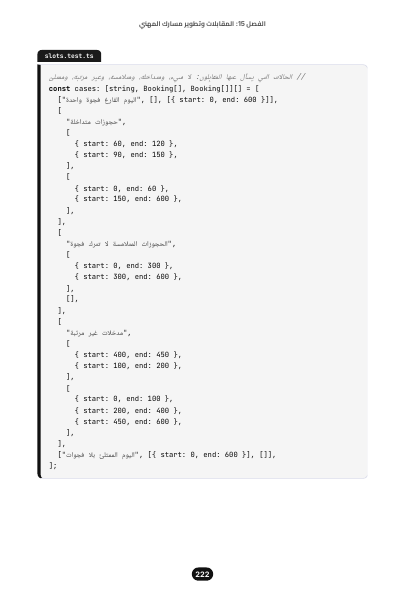 الفصل 15: المقابلات وتطوير مسارك المهني
slots.test.ts
// الحالات التي يسأل عنها المقابلون: لا شيء، ومتداخلة، ومتلامسة، وغير مرتبة، وممتلئ
const cases: [string, Booking[], Booking[]][] = [
["اليوم الفارغ فجوة واحدة", [], [{ start: 0, end: 600 }]],
[
"حجوزات متداخلة",
[
{ start: 60, end: 120 },
{ start: 90, end: 150 },
],
[
{ start: 0, end: 60 },
{ start: 150, end: 600 },
],
],
[
"الحجوزات المتلامسة لا تترك فجوة",
[
{ start: 0, end: 300 },
{ start: 300, end: 600 },
],
[],
],
[
"مدخلات غير مرتبة",
[
{ start: 400, end: 450 },
{ start: 100, end: 200 },
],
[
{ start: 0, end: 100 },
{ start: 200, end: 400 },
{ start: 450, end: 600 },
],
],
["اليوم الممتلئ بلا فجوات", [{ start: 0, end: 600 }], []],
];
222